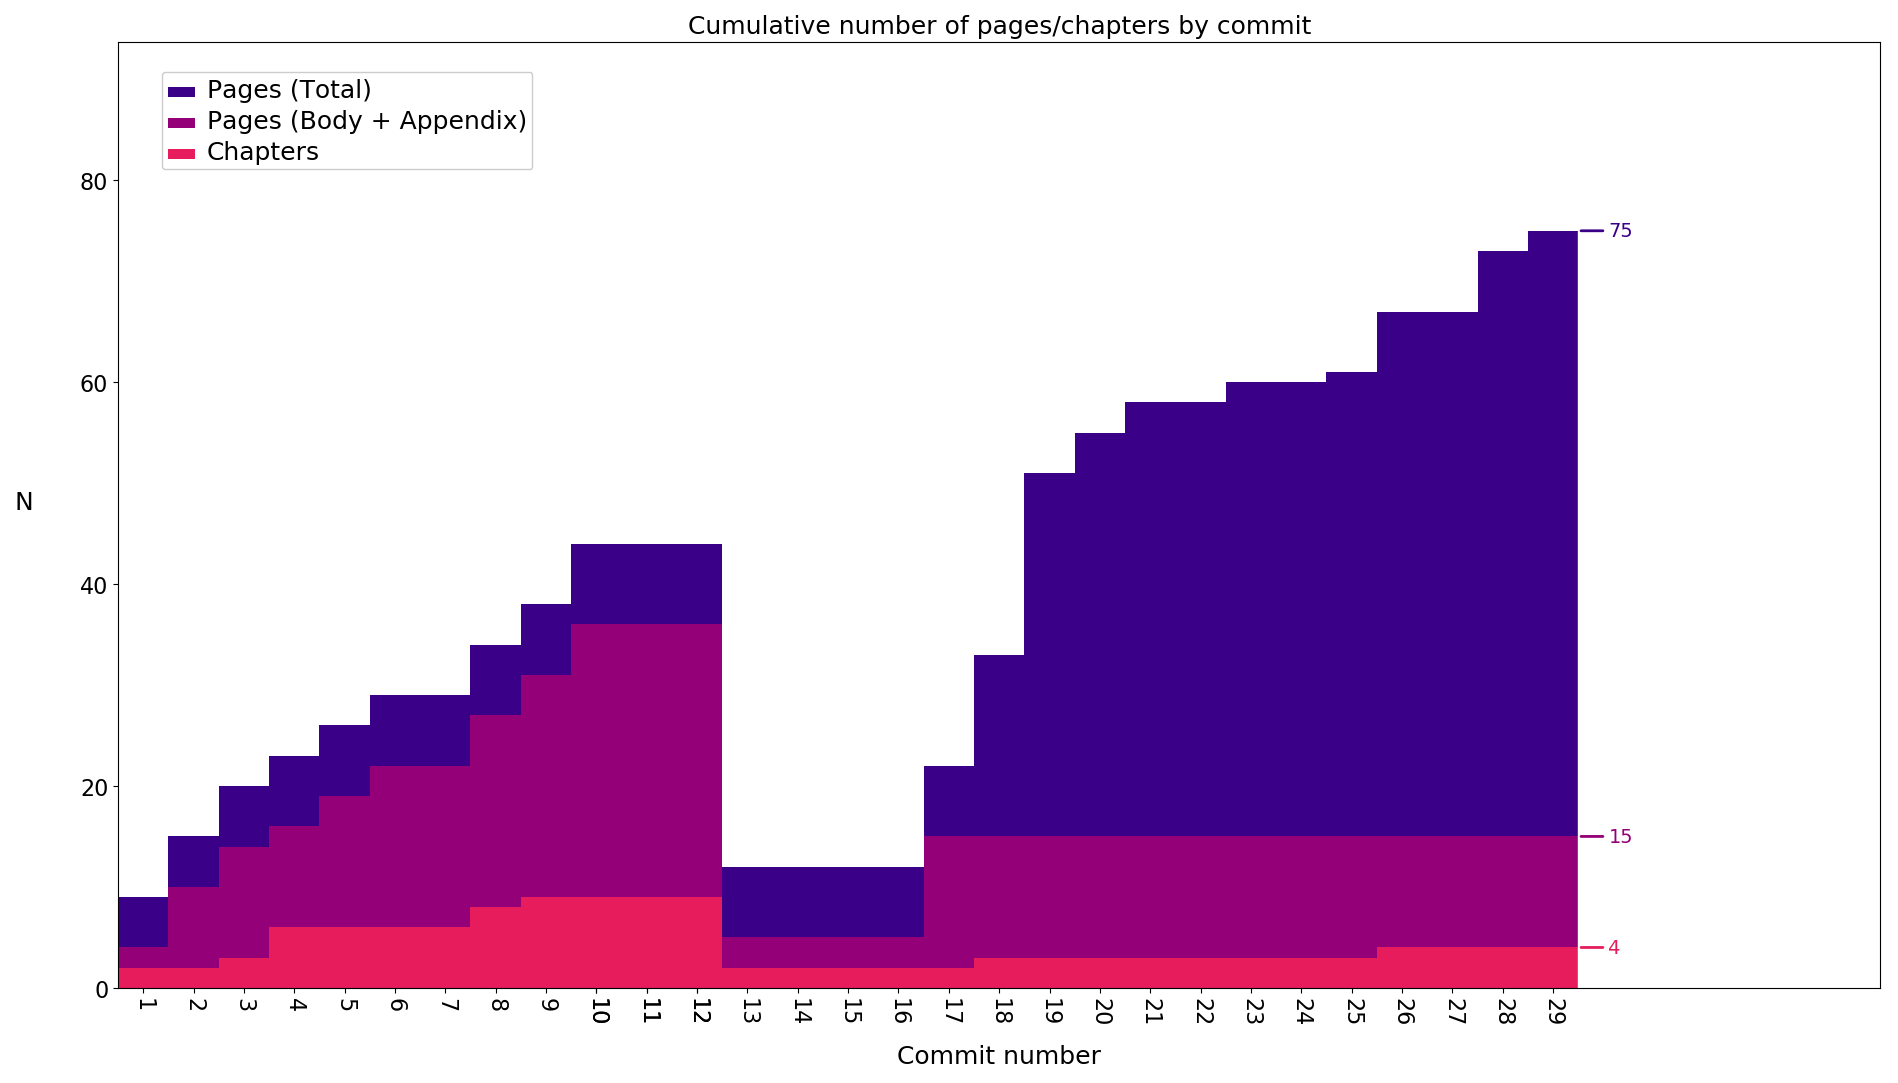 Cumulative number of pages/chapters by commit
Pages (Total)
Pages (Body + Appendix)
Chapters
80
60
40
20
0
N
75
15
4
1 2 3 4 5 6 7 8 9 10 11 12 13 14 15 16 17 18 19 20 21 22 23 24 25 26 27 28 29
Commit number